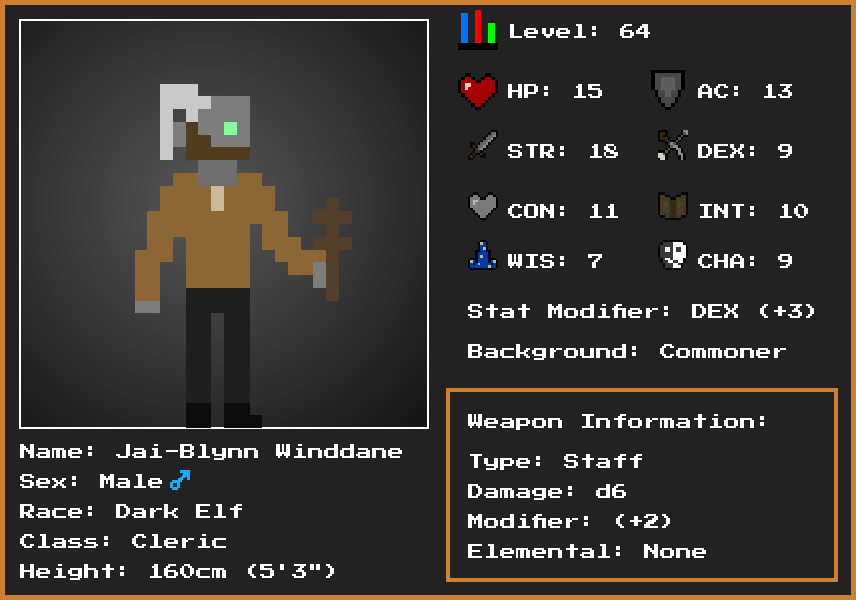 Level: 64
HP: 15 AC: 13
STR: 18 DEX: 9
CON: 11 INT: 10
WIS: 7 CHA: 9
Stat Modifier: DEX (+3)
Background: Commoner
Weapon Information:
Type: Staff
Damage: d6
Modifier: (+2)
Elemental: None
Name: Jai-Blynn Winddane
Sex: Male ♂
Race: Dark Elf
Class: Cleric
Height: 160cm (5'3")